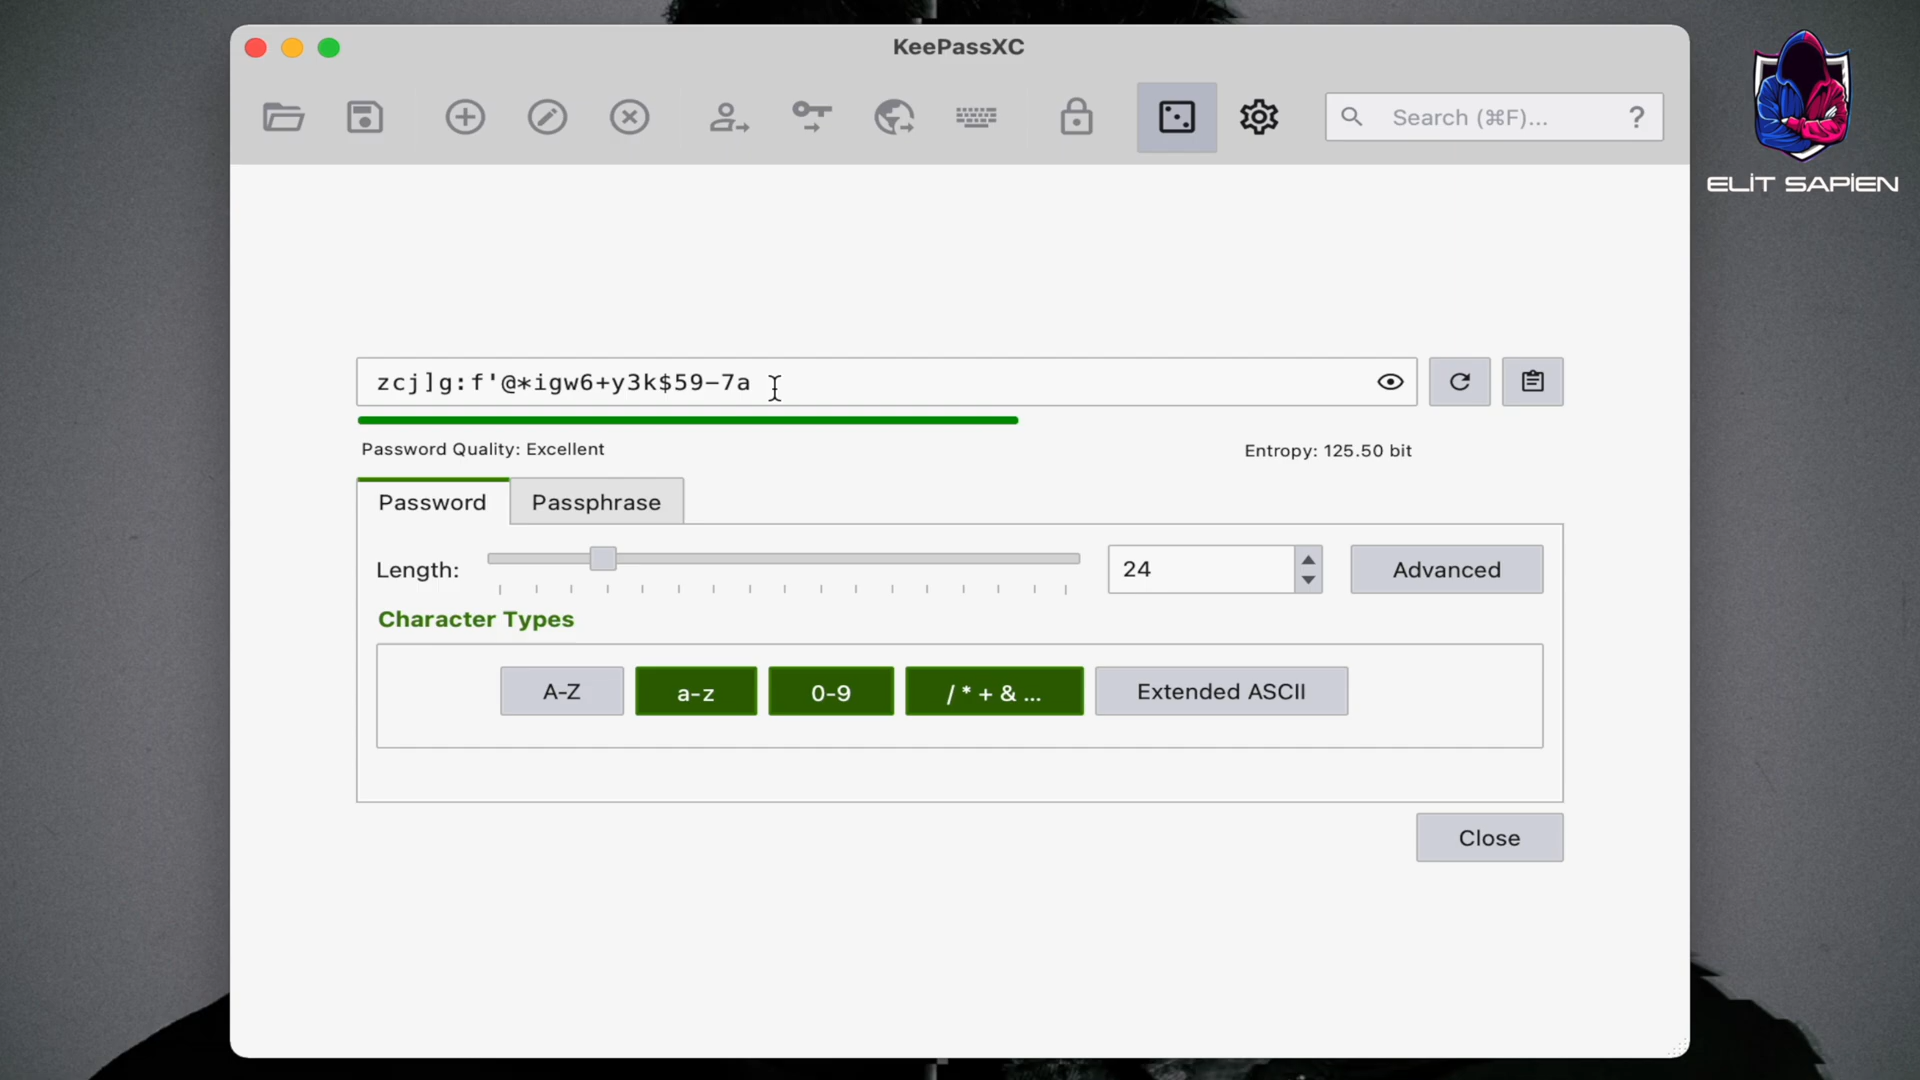 KeePassXC
Search (⌘F)...
?
ELİT SAPİEN
zcj]g:f'@*igw6+y3k$59-7a
Password Quality: Excellent
Entropy: 125.50 bit
Password
Passphrase
Length:
24
Advanced
Character Types
A-Z
a-z
0-9
/ * + & ...
Extended ASCII
Close